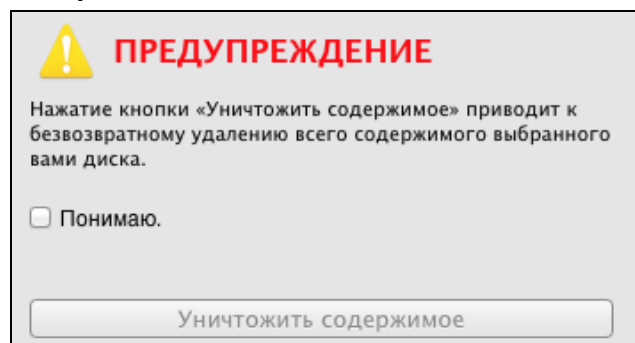 ПРЕДУПРЕЖДЕНИЕ
Нажатие кнопки «Уничтожить содержимое» приводит к
безвозвратному удалению всего содержимого выбранного
вами диска.
Понимаю.
Уничтожить содержимое